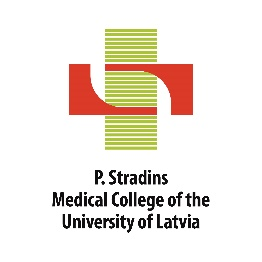 P. Stradins
Medical College of the
University of Latvia